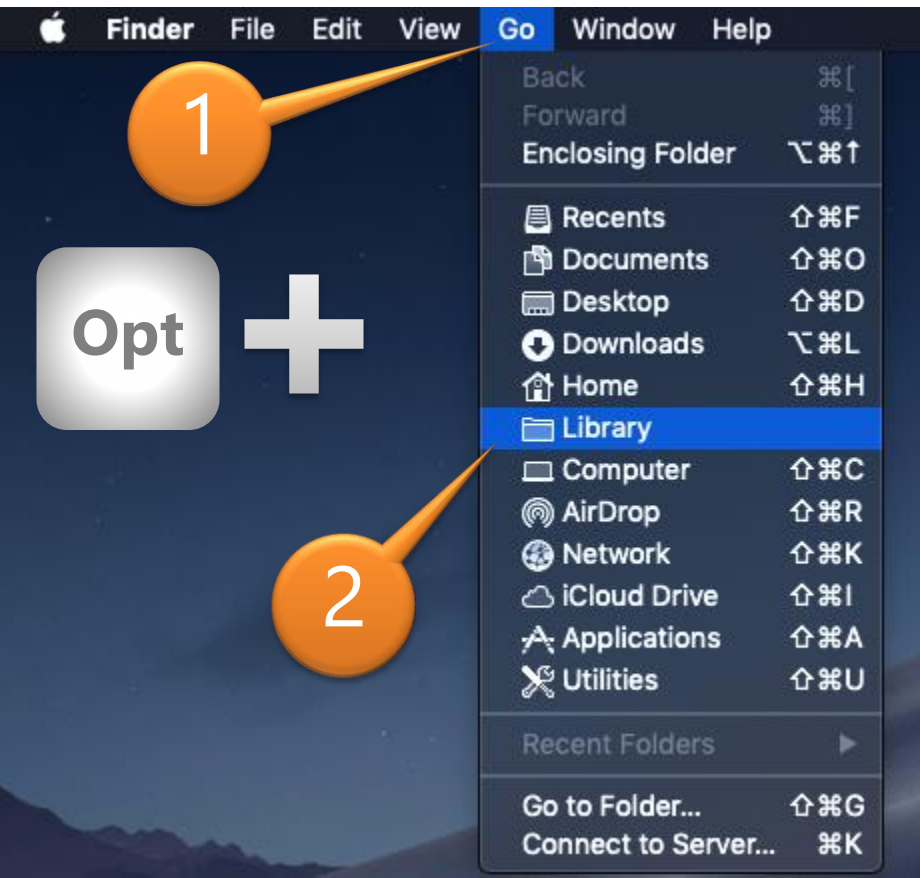 Finder File Edit View Go Window Help
1
Back ⌘[
Forward ⌘]
Enclosing Folder ⌥⌘↑
Recents ⇧⌘F
Documents ⇧⌘O
Opt +
Desktop ⇧⌘D
Downloads ⌥⌘L
Home ⇧⌘H
Library
Computer ⇧⌘C
AirDrop ⇧⌘R
Network ⇧⌘K
2
iCloud Drive ⇧⌘I
Applications ⇧⌘A
Utilities ⇧⌘U
Recent Folders ▶
Go to Folder... ⇧⌘G
Connect to Server... ⌘K